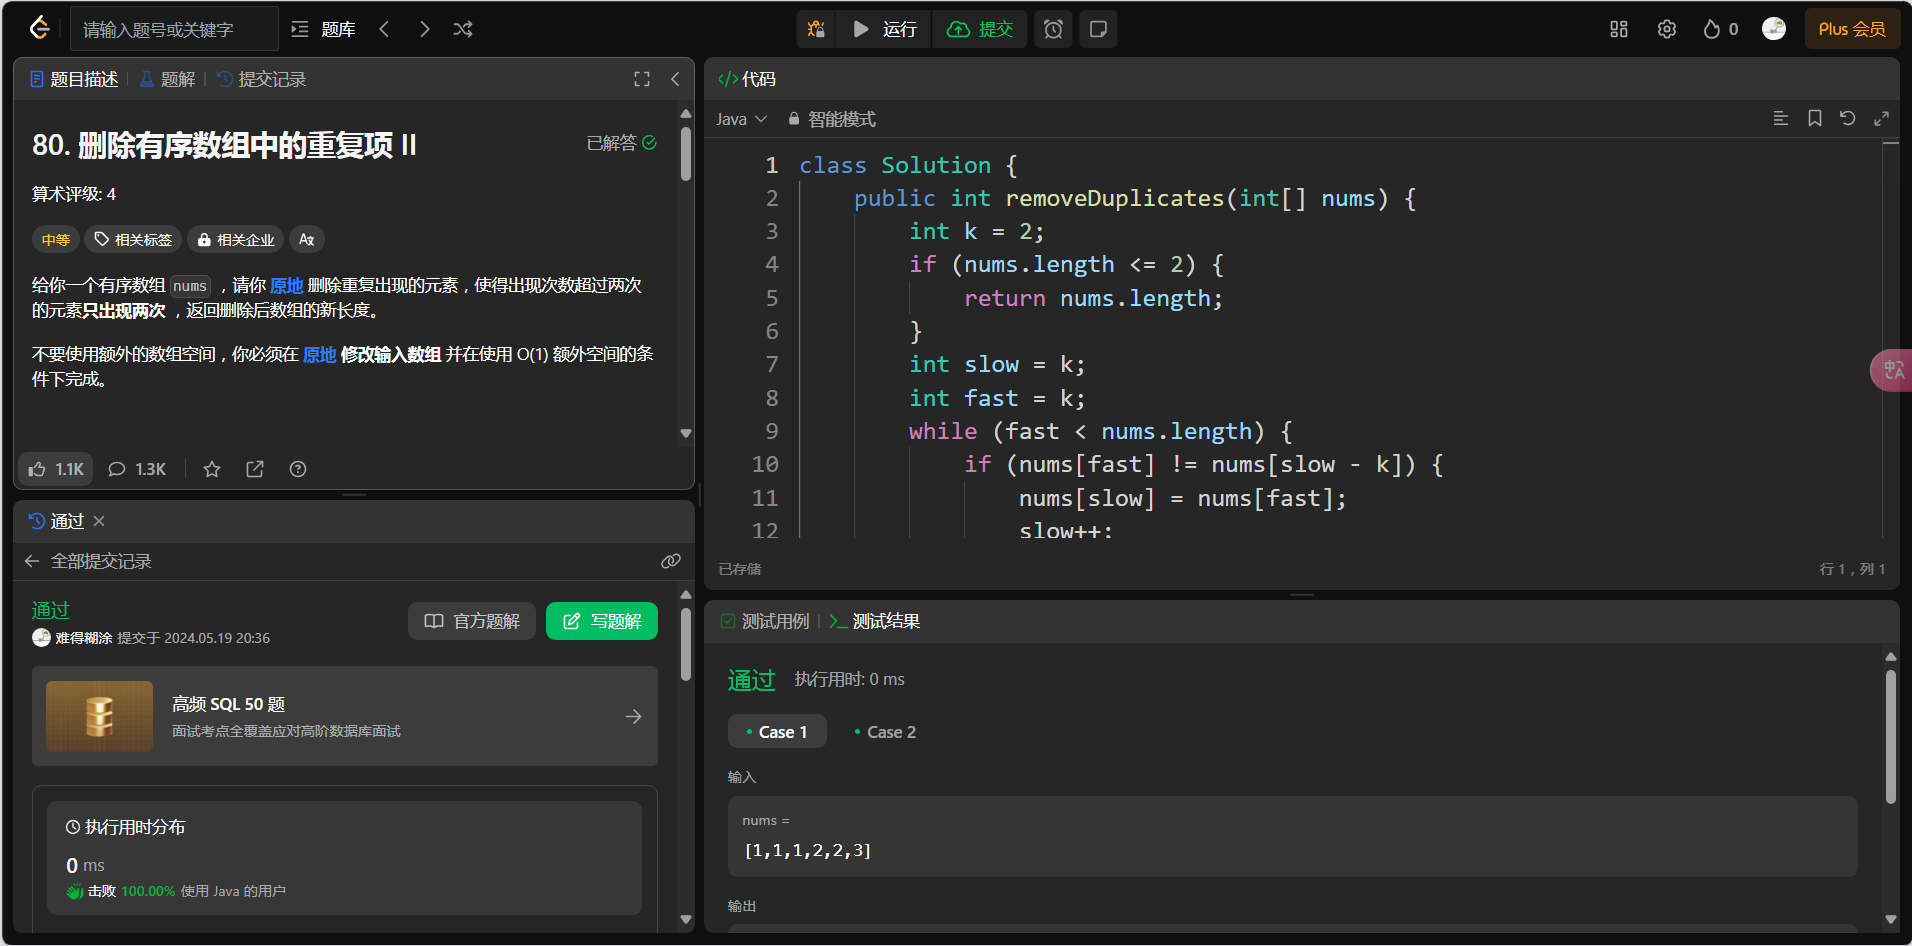 请输入题号或关键字
题库
运行
提交
0
Plus 会员
题目描述
题解
提交记录
80. 删除有序数组中的重复项 II
已解答
算术评级: 4
中等
相关标签
相关企业
给你一个有序数组 nums ，请你 原地 删除重复出现的元素，使得出现次数超过两次
的元素只出现两次 ，返回删除后数组的新长度。
不要使用额外的数组空间，你必须在 原地 修改输入数组 并在使用 O(1) 额外空间的条
件下完成。
1.1K
1.3K
通过
全部提交记录
通过
难得糊涂 提交于 2024.05.19 20:36
官方题解
写题解
高频 SQL 50 题
面试考点全覆盖应对高阶数据库面试
执行用时分布
0 ms
击败 100.00% 使用 Java 的用户
</> 代码
Java
智能模式
1 class Solution {
2 public int removeDuplicates(int[] nums) {
3 int k = 2;
4 if (nums.length <= 2) {
5 return nums.length;
6 }
7 int slow = k;
8 int fast = k;
9 while (fast < nums.length) {
10 if (nums[fast] != nums[slow - k]) {
11 nums[slow] = nums[fast];
12 slow++;
已存储
行 1，列 1
中A
测试用例
测试结果
通过
执行用时: 0 ms
Case 1
Case 2
输入
nums =
[1,1,1,2,2,3]
输出